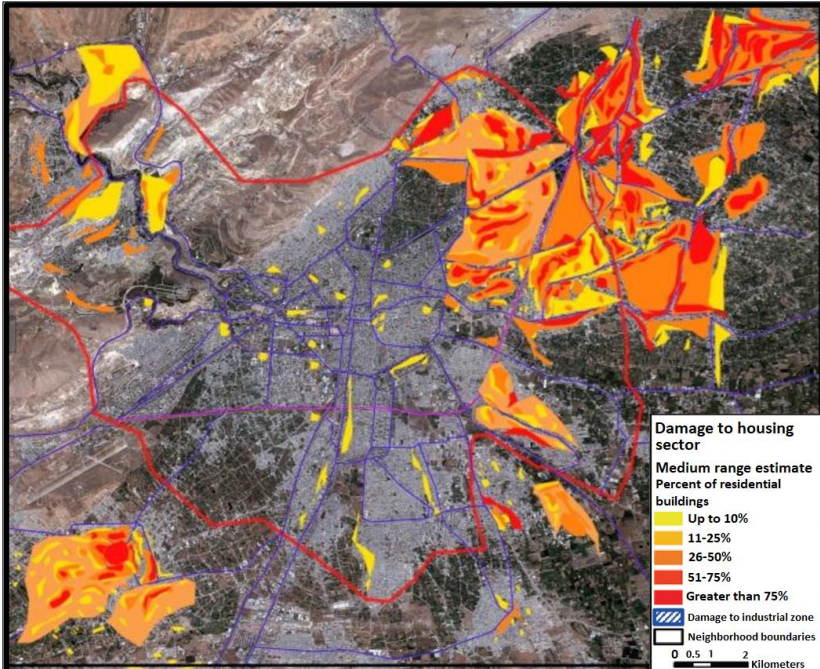 Damage to housing
sector
Medium range estimate
Percent of residential
buildings
Up to 10%
11-25%
26-50%
51-75%
Greater than 75%
Damage to industrial zone
Neighborhood boundaries
0 0.5 1 2
Kilometers